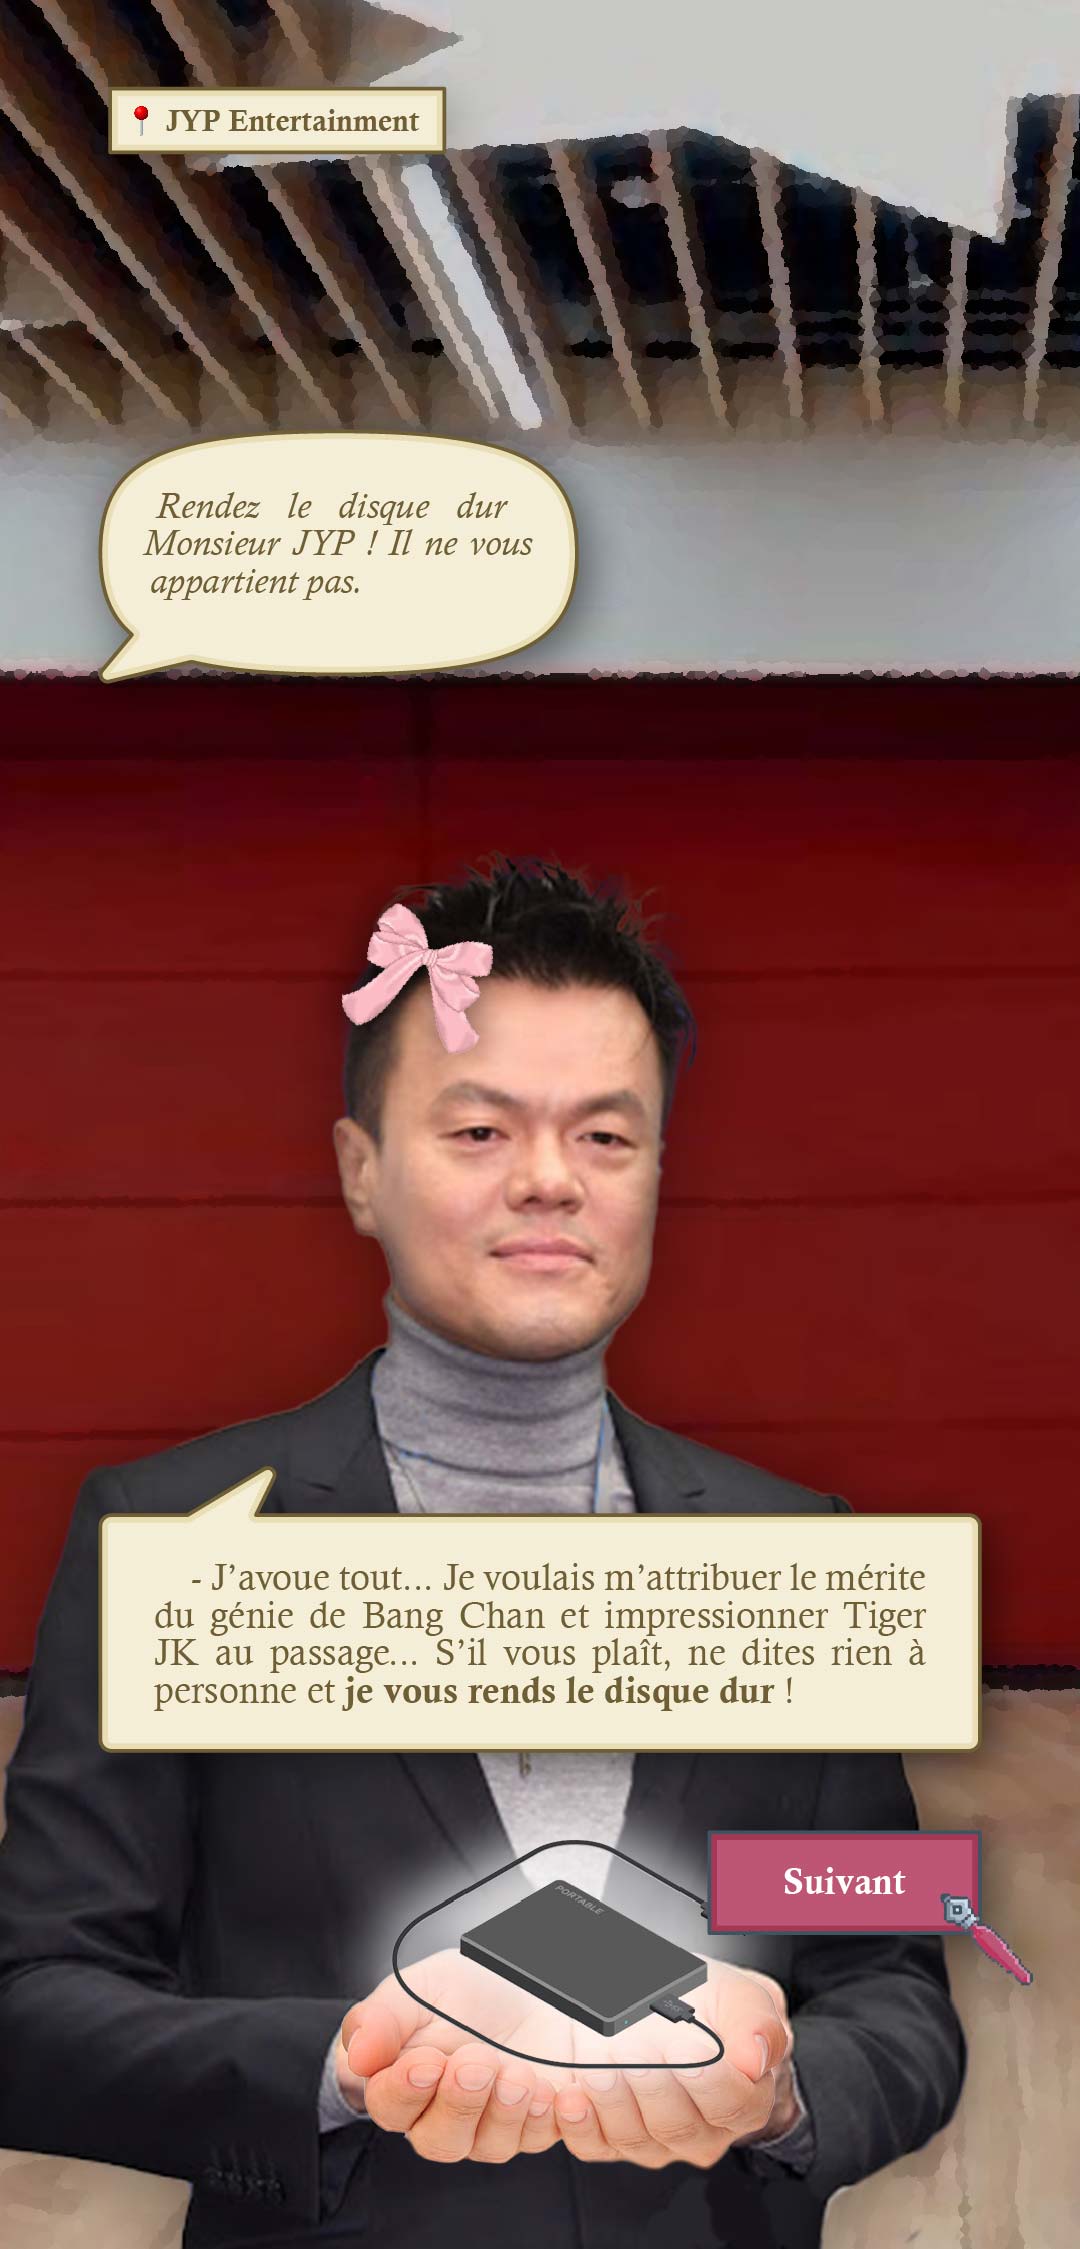 📍 JYP Entertainment
Rendez le disque dur
Monsieur JYP ! Il ne vous
appartient pas.
- J’avoue tout... Je voulais m’attribuer le mérite
du génie de Bang Chan et impressionner Tiger
JK au passage... S’il vous plaît, ne dites rien à
personne et je vous rends le disque dur !
PORTABLE
Suivant